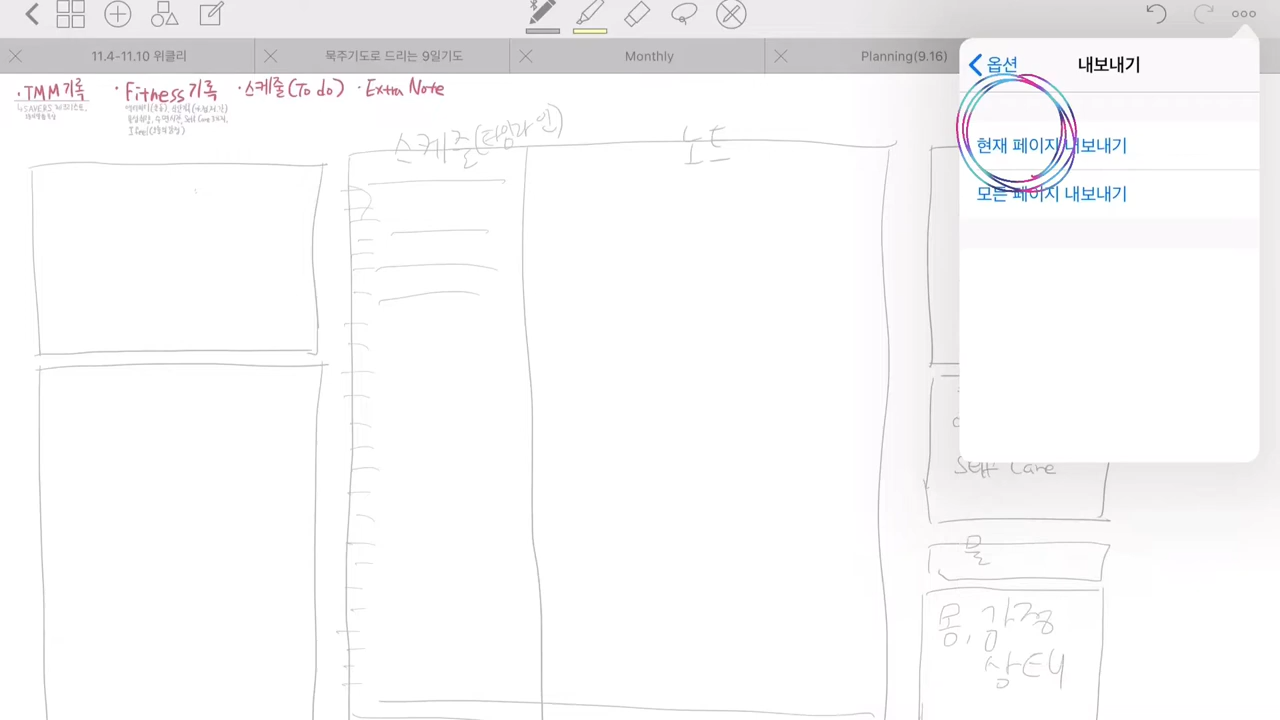 11.4-11.10 위클리
묵주기도로 드리는 9일기도
Monthly
Planning(9.16)
옵션
내보내기
현재 페이지 내보내기
모든 페이지 내보내기
· TMM기록
· Fitness기록
· 스케줄(To do)
· Extra Note
스케줄(타임라인)
노트
Self Care
물
몸, 감정
상태